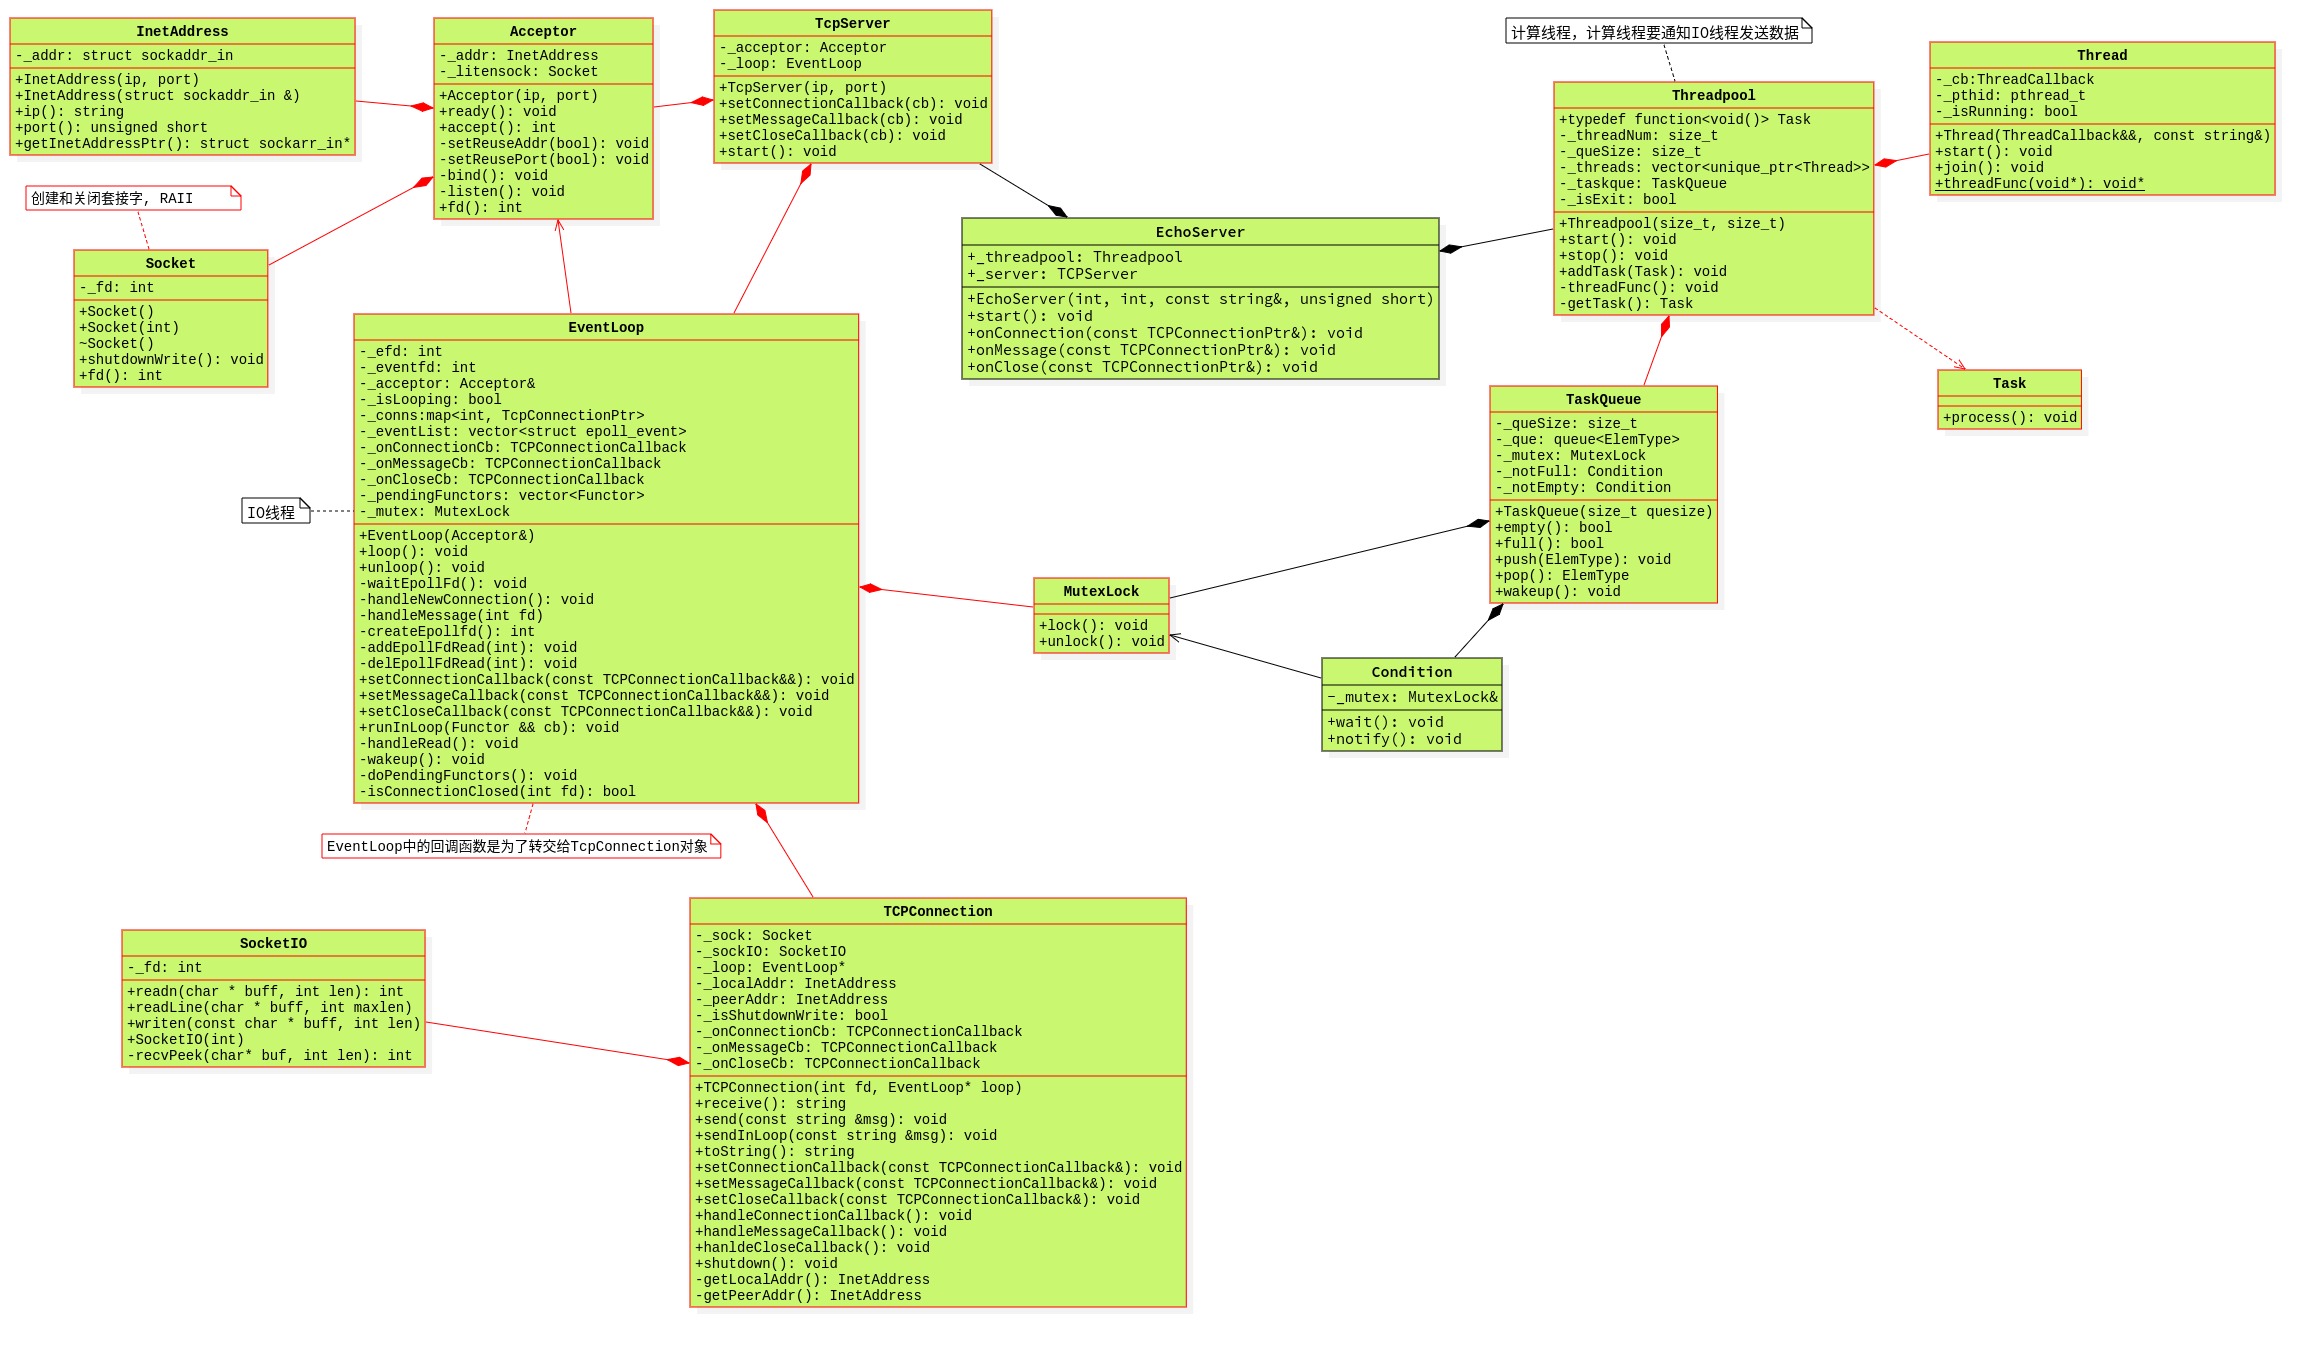 InetAddress
-_addr: struct sockaddr_in
+InetAddress(ip, port)
+InetAddress(struct sockaddr_in &)
+ip(): string
+port(): unsigned short
+getInetAddressPtr(): struct sockarr_in*
Acceptor
-_addr: InetAddress
-_litensock: Socket
+Acceptor(ip, port)
+ready(): void
+accept(): int
-setReuseAddr(bool): void
-setReusePort(bool): void
-bind(): void
-listen(): void
+fd(): int
TcpServer
-_acceptor: Acceptor
-_loop: EventLoop
+TcpServer(ip, port)
+setConnectionCallback(cb): void
+setMessageCallback(cb): void
+setCloseCallback(cb): void
+start(): void
计算线程，计算线程要通知IO线程发送数据
Threadpool
+typedef function<void()> Task
-_threadNum: size_t
-_queSize: size_t
-_threads: vector<unique_ptr<Thread>>
-_taskque: TaskQueue
-_isExit: bool
+Threadpool(size_t, size_t)
+start(): void
+stop(): void
+addTask(Task): void
-threadFunc(): void
-getTask(): Task
Thread
-_cb:ThreadCallback
-_pthid: pthread_t
-_isRunning: bool
+Thread(ThreadCallback&&, const string&)
+start(): void
+join(): void
+threadFunc(void*): void*
创建和关闭套接字, RAII
Socket
-_fd: int
+Socket()
+Socket(int)
~Socket()
+shutdownWrite(): void
+fd(): int
EchoServer
+_threadpool: Threadpool
+_server: TCPServer
+EchoServer(int, int, const string&, unsigned short)
+start(): void
+onConnection(const TCPConnectionPtr&): void
+onMessage(const TCPConnectionPtr&): void
+onClose(const TCPConnectionPtr&): void
Task
+process(): void
EventLoop
-_efd: int
-_eventfd: int
-_acceptor: Acceptor&
-_isLooping: bool
-_conns:map<int, TcpConnectionPtr>
-_eventList: vector<struct epoll_event>
-_onConnectionCb: TCPConnectionCallback
-_onMessageCb: TCPConnectionCallback
-_onCloseCb: TCPConnectionCallback
-_pendingFunctors: vector<Functor>
-_mutex: MutexLock
+EventLoop(Acceptor&)
+loop(): void
+unloop(): void
-waitEpollFd(): void
-handleNewConnection(): void
-handleMessage(int fd)
-createEpollfd(): int
-addEpollFdRead(int): void
-delEpollFdRead(int): void
+setConnectionCallback(const TCPConnectionCallback&&): void
+setMessageCallback(const TCPConnectionCallback&&): void
+setCloseCallback(const TCPConnectionCallback&&): void
+runInLoop(Functor && cb): void
-handleRead(): void
-wakeup(): void
-doPendingFunctors(): void
-isConnectionClosed(int fd): bool
IO线程
TaskQueue
-_queSize: size_t
-_que: queue<ElemType>
-_mutex: MutexLock
-_notFull: Condition
-_notEmpty: Condition
+TaskQueue(size_t quesize)
+empty(): bool
+full(): bool
+push(ElemType): void
+pop(): ElemType
+wakeup(): void
MutexLock
+lock(): void
+unlock(): void
Condition
-_mutex: MutexLock&
+wait(): void
+notify(): void
EventLoop中的回调函数是为了转交给TcpConnection对象
SocketIO
-_fd: int
+readn(char * buff, int len): int
+readLine(char * buff, int maxlen)
+writen(const char * buff, int len)
+SocketIO(int)
-recvPeek(char* buf, int len): int
TCPConnection
-_sock: Socket
-_sockIO: SocketIO
-_loop: EventLoop*
-_localAddr: InetAddress
-_peerAddr: InetAddress
-_isShutdownWrite: bool
-_onConnectionCb: TCPConnectionCallback
-_onMessageCb: TCPConnectionCallback
-_onCloseCb: TCPConnectionCallback
+TCPConnection(int fd, EventLoop* loop)
+receive(): string
+send(const string &msg): void
+sendInLoop(const string &msg): void
+toString(): string
+setConnectionCallback(const TCPConnectionCallback&): void
+setMessageCallback(const TCPConnectionCallback&): void
+setCloseCallback(const TCPConnectionCallback&): void
+handleConnectionCallback(): void
+handleMessageCallback(): void
+hanldeCloseCallback(): void
+shutdown(): void
-getLocalAddr(): InetAddress
-getPeerAddr(): InetAddress